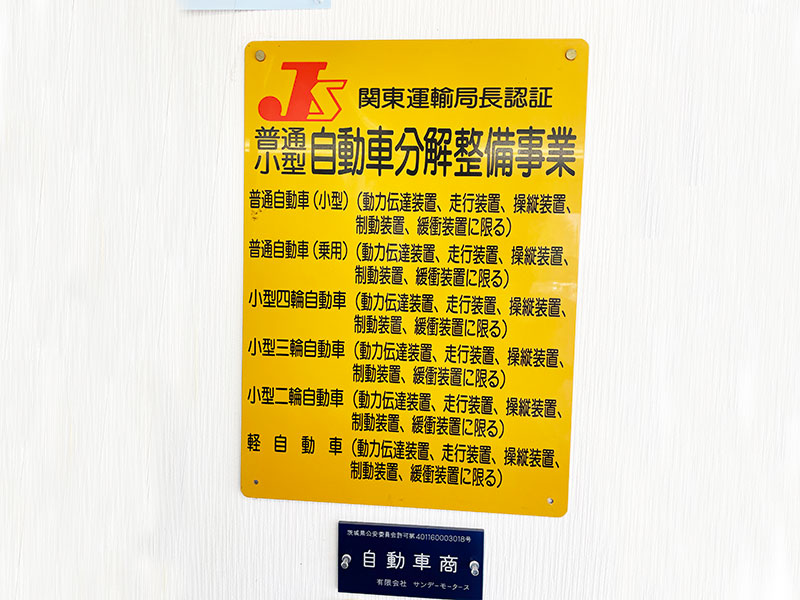 JS 関東運輸局長認証
普通
小型 自動車分解整備事業
普通自動車(小型)(動力伝達装置、走行装置、操縦装置、
制動装置、緩衝装置に限る)
普通自動車(乗用)(動力伝達装置、走行装置、操縦装置、
制動装置、緩衝装置に限る)
小型四輪自動車(動力伝達装置、走行装置、操縦装置、
制動装置、緩衝装置に限る)
小型三輪自動車(動力伝達装置、走行装置、操縦装置、
制動装置、緩衝装置に限る)
小型二輪自動車(動力伝達装置、走行装置、操縦装置、
制動装置、緩衝装置に限る)
軽自動車(動力伝達装置、走行装置、操縦装置、
制動装置、緩衝装置に限る)
茨城県公安委員会許可第401160003018号
自動車商
有限会社 サンデーモータース